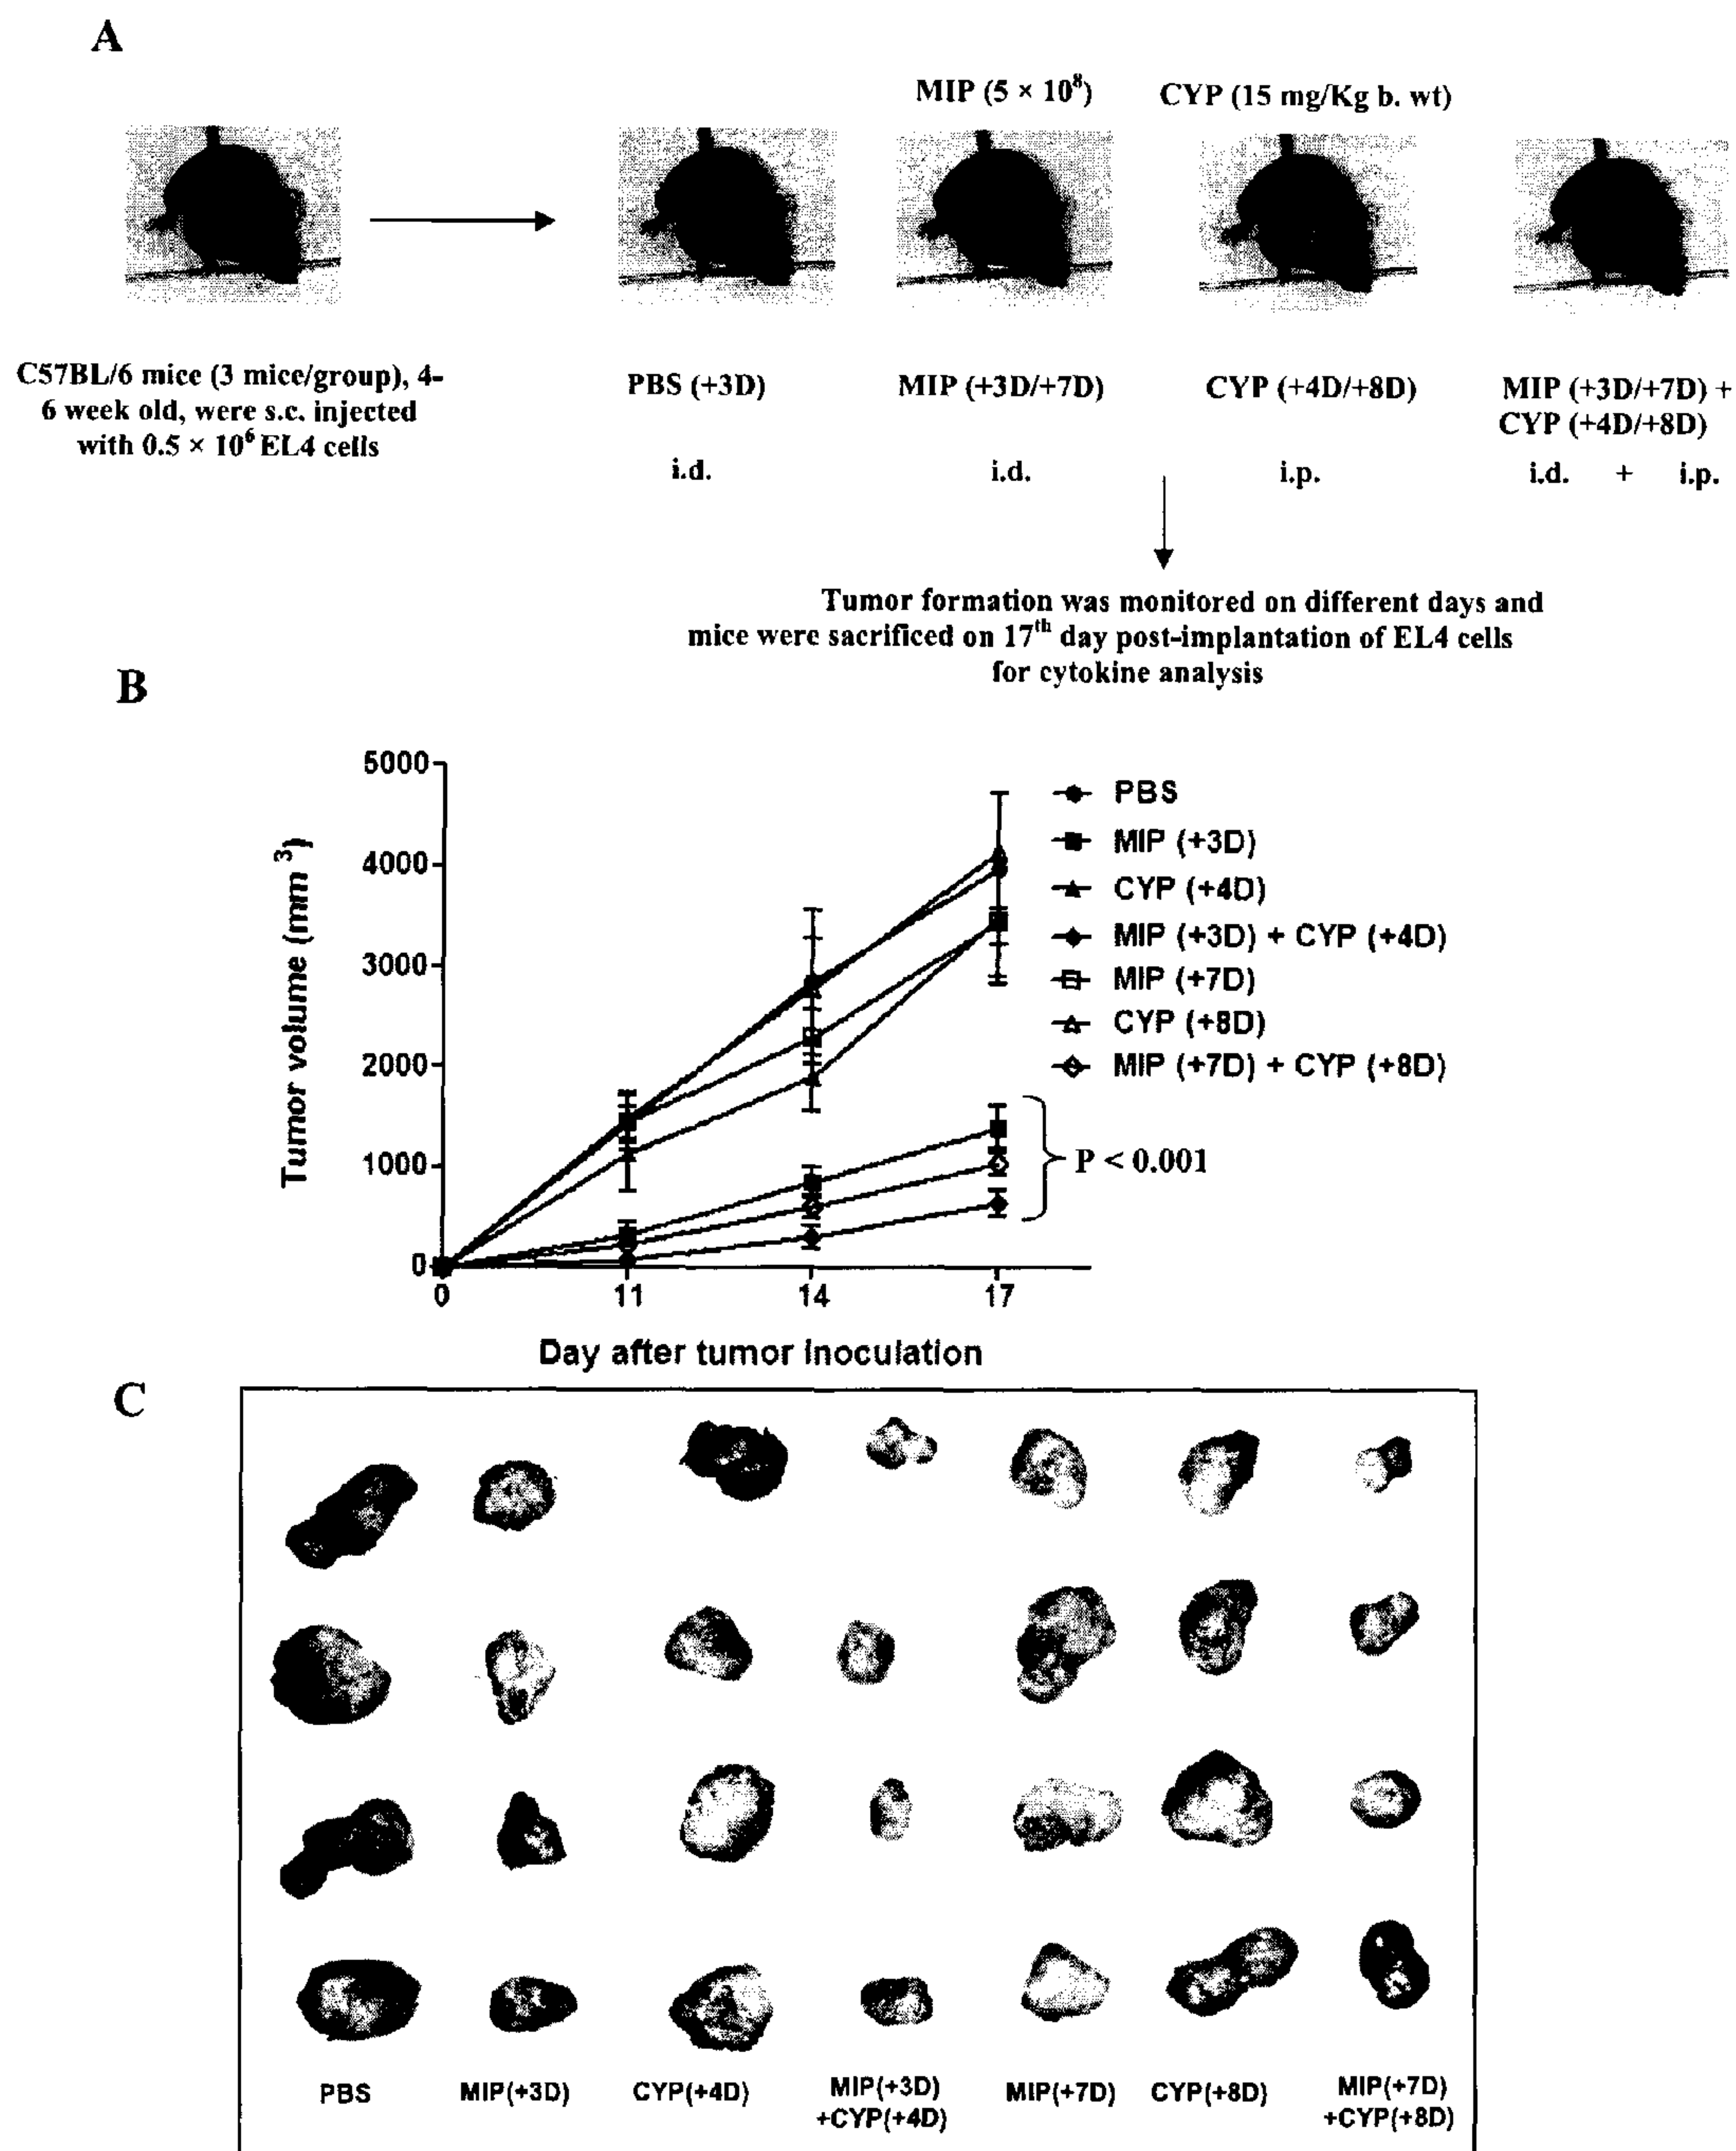 A
MIP (5 × 10⁸)
CYP (15 mg/Kg b. wt)
C57BL/6 mice (3 mice/group), 4-
6 week old, were s.c. injected
with 0.5 × 10⁶ EL4 cells
PBS (+3D)
MIP (+3D/+7D)
CYP (+4D/+8D)
MIP (+3D/+7D) +
CYP (+4D/+8D)
i.d.
i.d.
i.p.
i.d. + i.p.
Tumor formation was monitored on different days and
mice were sacrificed on 17th day post-implantation of EL4 cells
for cytokine analysis
B
Tumor volume (mm 3)
5000
4000
3000
2000
1000
0
0
11
14
17
Day after tumor inoculation
PBS
MIP (+3D)
CYP (+4D)
MIP (+3D) + CYP (+4D)
MIP (+7D)
CYP (+8D)
MIP (+7D) + CYP (+8D)
P < 0.001
C
PBS
MIP(+3D)
CYP(+4D)
MIP(+3D)
+CYP(+4D)
MIP(+7D)
CYP(+8D)
MIP(+7D)
+CYP(+8D)